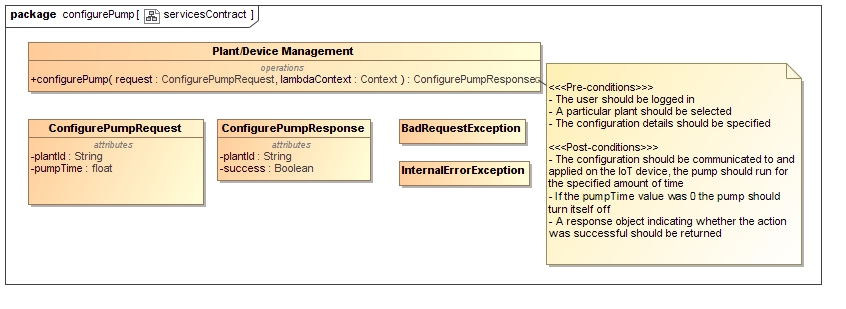 package configurePump[ servicesContract ]
Plant/Device Management
operations
+configurePump( request : ConfigurePumpRequest, lambdaContext : Context ) : ConfigurePumpResponse
<<<Pre-conditions>>>
- The user should be logged in
- A particular plant should be selected
- The configuration details should be specified
<<<Post-conditions>>>
- The configuration should be communicated to and
applied on the IoT device, the pump should run for
the specified amount of time
- If the pumpTime value was 0 the pump should
turn itself off
- A response object indicating whether the action
was successful should be returned
ConfigurePumpRequest
attributes
-plantId : String
-pumpTime : float
ConfigurePumpResponse
attributes
-plantId : String
-success : Boolean
BadRequestException
InternalErrorException